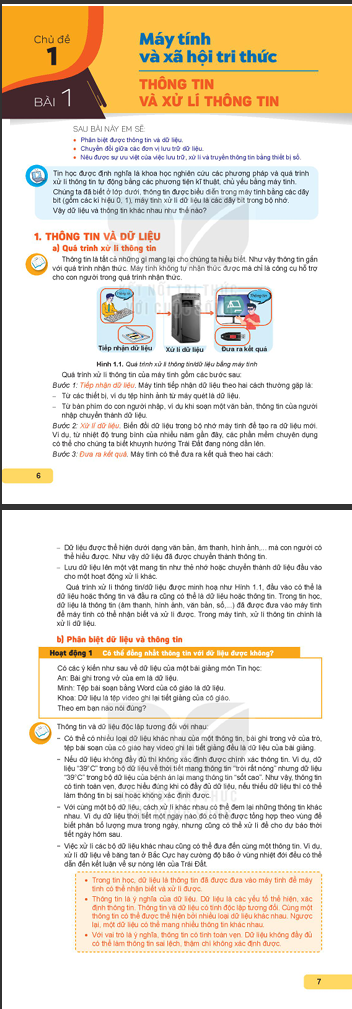 Chủ đề
1
Máy tính
và xã hội tri thức
BÀI 1
THÔNG TIN
VÀ XỬ LÍ THÔNG TIN
SAU BÀI NÀY EM SẼ:
• Phân biệt được thông tin và dữ liệu.
• Chuyển đổi giữa các đơn vị lưu trữ dữ liệu.
• Nêu được sự ưu việt của việc lưu trữ, xử lí và truyền thông tin bằng thiết bị số.
Tin học được định nghĩa là khoa học nghiên cứu các phương pháp và quá trình
xử lí thông tin tự động bằng các phương tiện kĩ thuật, chủ yếu bằng máy tính.
Chúng ta đã biết ở lớp dưới, thông tin được biểu diễn trong máy tính bằng các dãy
bit (gồm các kí hiệu 0, 1), máy tính xử lí dữ liệu là các dãy bit trong bộ nhớ.
Vậy dữ liệu và thông tin khác nhau như thế nào?
1. THÔNG TIN VÀ DỮ LIỆU
a) Quá trình xử lí thông tin
Thông tin là tất cả những gì mang lại cho chúng ta hiểu biết. Như vậy thông tin gắn
với quá trình nhận thức. Máy tính không tự nhận thức được mà chỉ là công cụ hỗ trợ
cho con người trong quá trình nhận thức.
Tiếp nhận dữ liệu Xử lí dữ liệu Đưa ra kết quả
Hình 1.1. Quá trình xử lí thông tin/dữ liệu bằng máy tính
Quá trình xử lí thông tin của máy tính gồm các bước sau:
Bước 1: Tiếp nhận dữ liệu. Máy tính tiếp nhận dữ liệu theo hai cách thường gặp là:
– Từ các thiết bị, ví dụ tệp hình ảnh từ máy quét là dữ liệu.
– Từ bàn phím do con người nhập, ví dụ khi soạn một văn bản, thông tin của người
nhập chuyển thành dữ liệu.
Bước 2: Xử lí dữ liệu. Biến đổi dữ liệu trong bộ nhớ máy tính để tạo ra dữ liệu mới.
Ví dụ, từ nhiệt độ trung bình của nhiều năm gần đây, các phần mềm chuyên dụng
có thể cho chúng ta biết khuynh hướng Trái Đất đang nóng dần lên.
Bước 3: Đưa ra kết quả. Máy tính có thể đưa ra kết quả theo hai cách:
6
– Dữ liệu được thể hiện dưới dạng văn bản, âm thanh, hình ảnh,... mà con người có
thể hiểu được. Như vậy dữ liệu đã được chuyển thành thông tin.
– Lưu dữ liệu lên một vật mang tin như thẻ nhớ hoặc chuyển thành dữ liệu đầu vào
cho một hoạt động xử lí khác.
Quá trình xử lí thông tin/dữ liệu được minh hoạ như Hình 1.1, đầu vào có thể là
dữ liệu hoặc thông tin và đầu ra cũng có thể là dữ liệu hoặc thông tin. Trong tin học,
dữ liệu là thông tin (âm thanh, hình ảnh, văn bản, số,...) đã được đưa vào máy tính
để máy tính có thể nhận biết và xử lí được. Trong máy tính, xử lí thông tin chính là
xử lí dữ liệu.
b) Phân biệt dữ liệu và thông tin
Hoạt động 1 Có thể đồng nhất thông tin với dữ liệu được không?
Có các ý kiến như sau về dữ liệu của một bài giảng môn Tin học:
An: Bài ghi trong vở của em là dữ liệu.
Minh: Tệp bài soạn bằng Word của cô giáo là dữ liệu.
Khoa: Dữ liệu là tệp video ghi lại tiết giảng của cô giáo.
Theo em bạn nào nói đúng?
Thông tin và dữ liệu độc lập tương đối với nhau:
– Có thể có nhiều loại dữ liệu khác nhau của một thông tin, bài ghi trong vở của trò,
tệp bài soạn của cô giáo hay video ghi lại tiết giảng đều là dữ liệu của bài giảng.
– Nếu dữ liệu không đầy đủ thì không xác định được chính xác thông tin. Ví dụ, dữ
liệu "39°C" trong bộ dữ liệu về thời tiết mang thông tin "trời rất nóng" nhưng dữ liệu
"39°C" trong bộ dữ liệu của bệnh án lại mang thông tin "sốt cao". Như vậy, thông tin
có tính toàn vẹn, được hiểu đúng khi có đầy đủ dữ liệu, nếu thiếu dữ liệu thì có thể
làm thông tin bị sai hoặc không xác định được.
– Với cùng một bộ dữ liệu, cách xử lí khác nhau có thể đem lại những thông tin khác
nhau. Ví dụ dữ liệu thời tiết một ngày nào đó có thể được tổng hợp theo vùng để
biết phân bổ lượng mưa trong ngày, nhưng cũng có thể xử lí để cho dự báo thời
tiết ngày hôm sau.
– Việc xử lí các bộ dữ liệu khác nhau cũng có thể đưa đến cùng một thông tin. Ví dụ,
xử lí dữ liệu về băng tan ở Bắc Cực hay cường độ bão ở vùng nhiệt đới đều có thể
dẫn đến kết luận về sự nóng lên của Trái Đất.
• Trong tin học, dữ liệu là thông tin đã được đưa vào máy tính để máy
tính có thể nhận biết và xử lí được.
• Thông tin là ý nghĩa của dữ liệu. Dữ liệu là các yếu tố thể hiện, xác
định thông tin. Thông tin và dữ liệu có tính độc lập tương đối. Cùng một
thông tin có thể được thể hiện bởi nhiều loại dữ liệu khác nhau. Ngược
lại, một dữ liệu có thể mang nhiều thông tin khác nhau.
• Với vai trò là ý nghĩa, thông tin có tính toàn vẹn. Dữ liệu không đầy đủ
có thể làm thông tin sai lệch, thậm chí không xác định được.
7